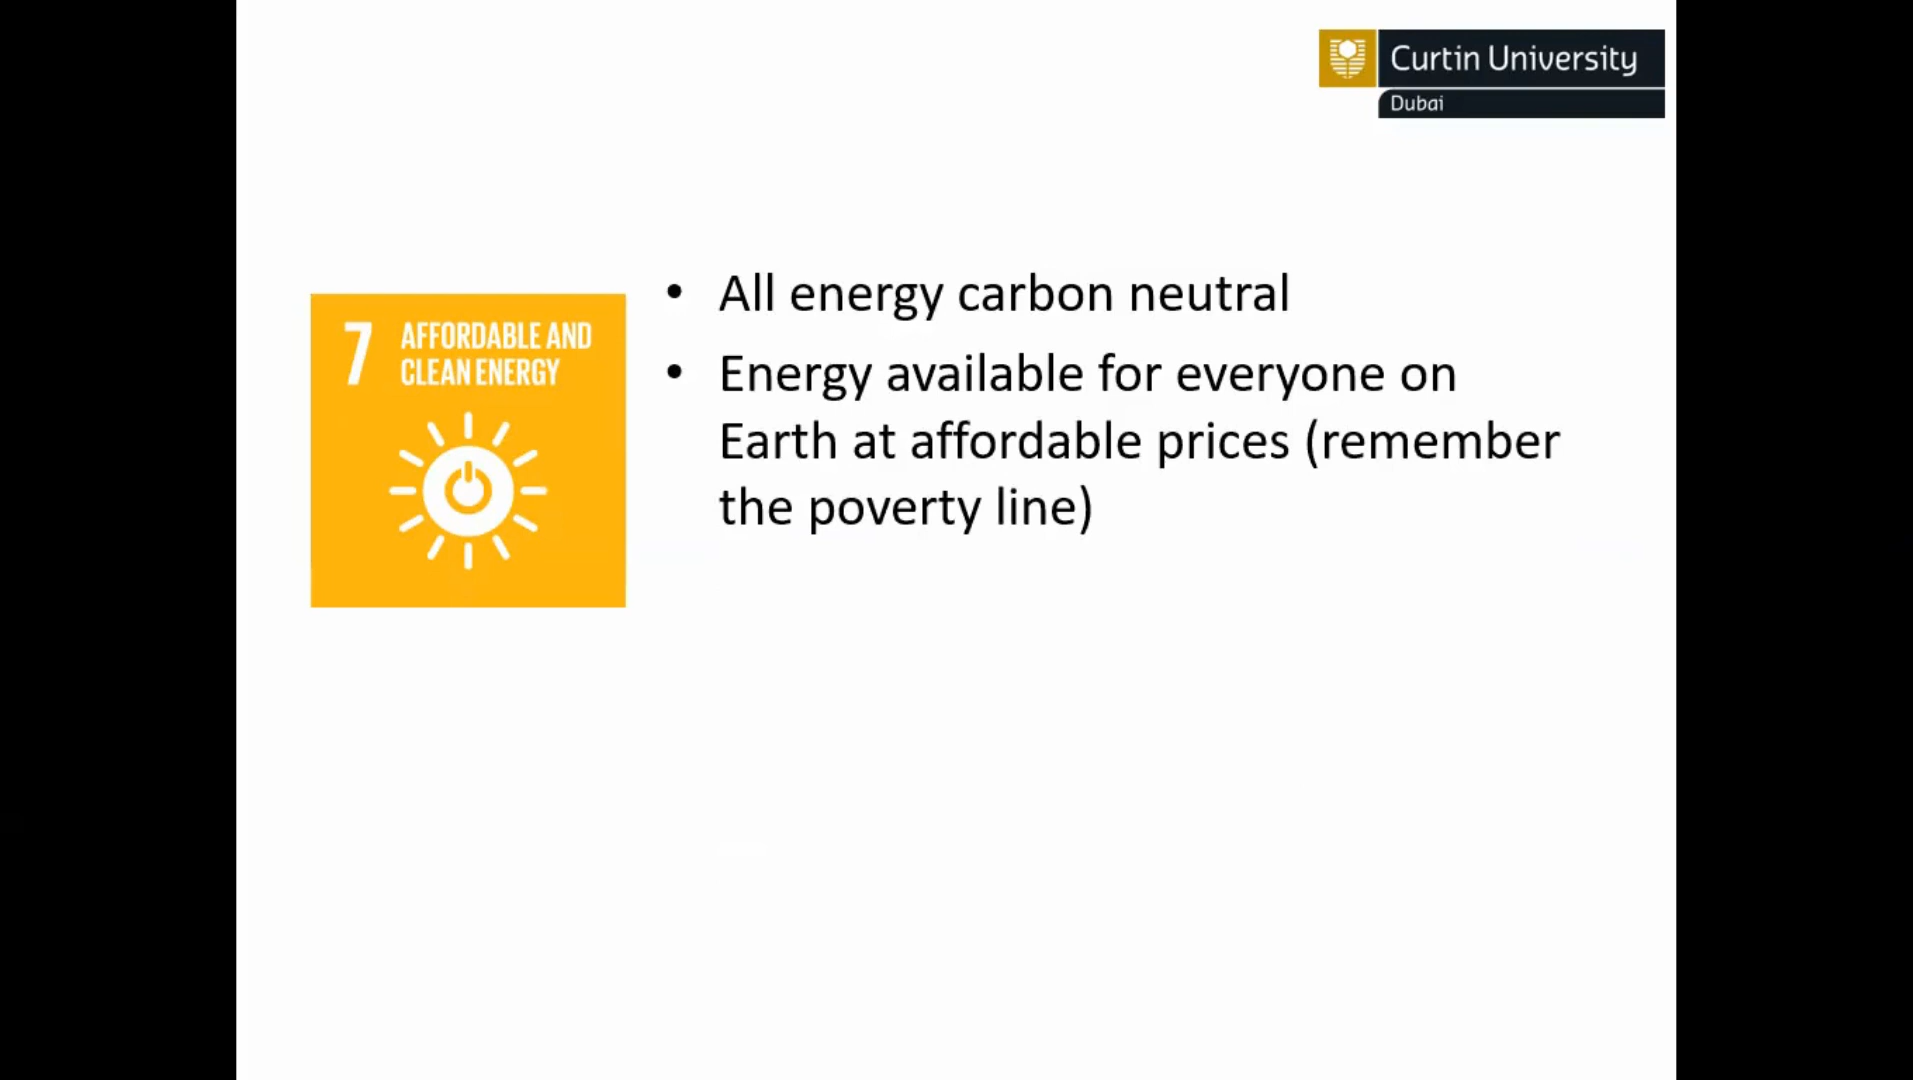 Curtin University
Dubai
7 AFFORDABLE AND
CLEAN ENERGY
• All energy carbon neutral
• Energy available for everyone on
Earth at affordable prices (remember
the poverty line)